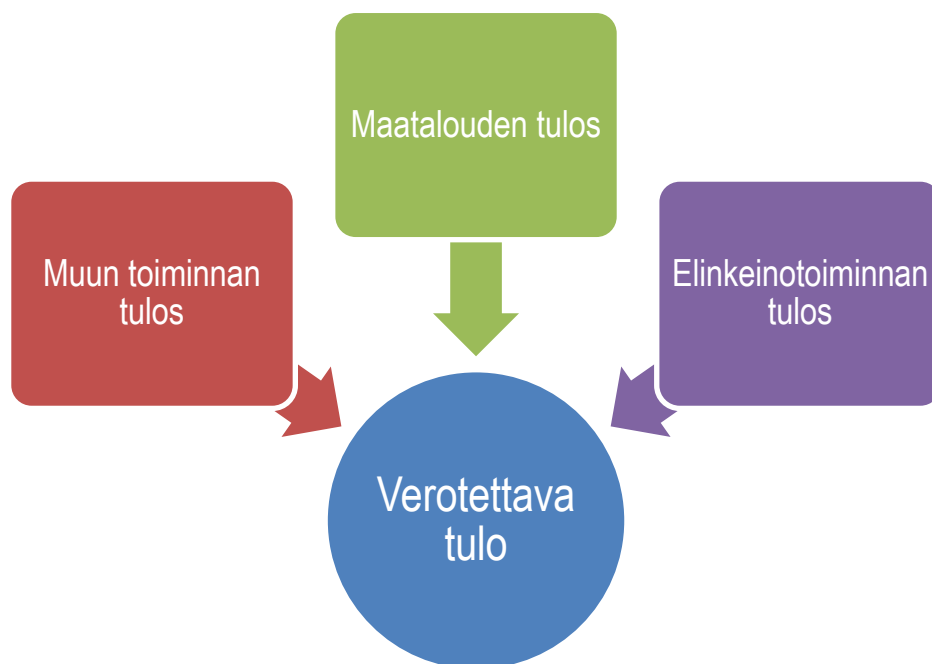 Maatalouden tulos
Muun toiminnan
tulos
Elinkeinotoiminnan
tulos
Verotettava
tulo